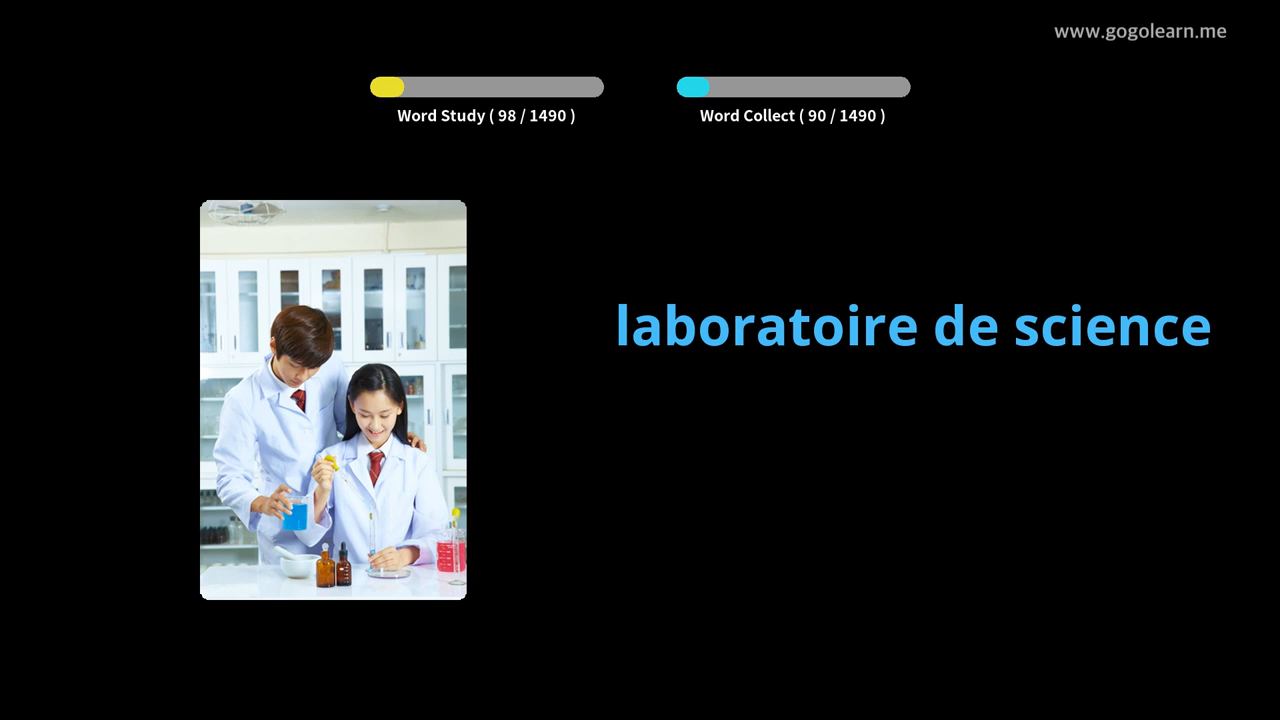 www.gogolearn.me
Word Study ( 98 / 1490 )
Word Collect ( 90 / 1490 )
laboratoire de science